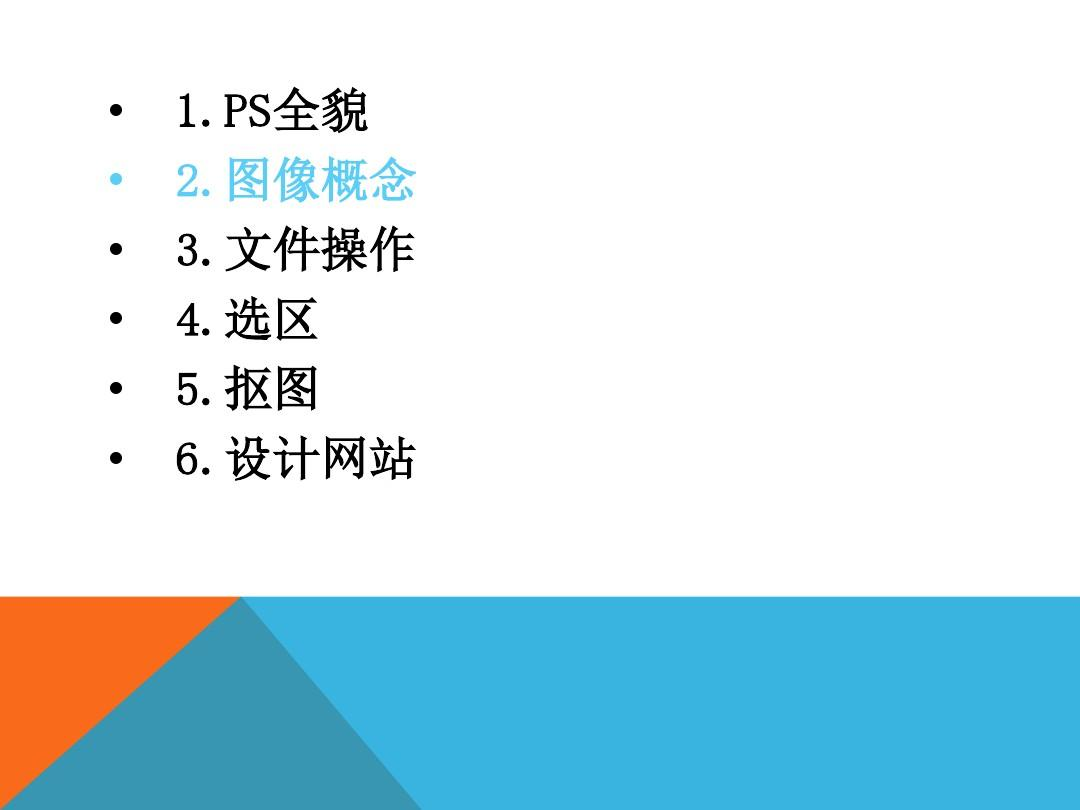 • 1.PS全貌
• 2.图像概念
• 3.文件操作
• 4.选区
• 5.抠图
• 6.设计网站